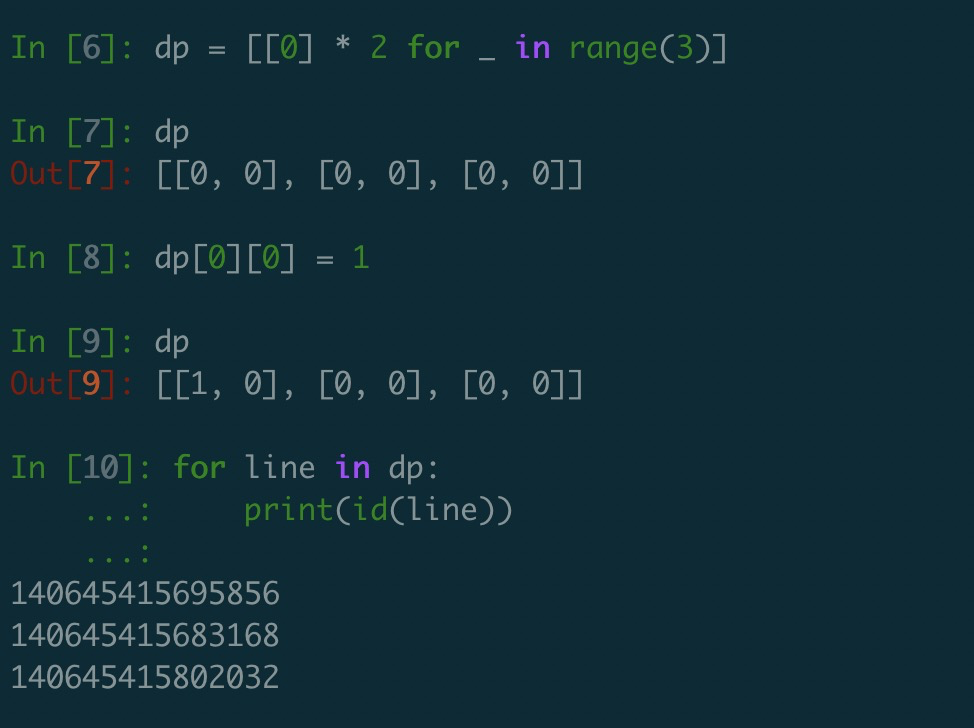 In [6]: dp = [[0] * 2 for _ in range(3)]
In [7]: dp
Out[7]: [[0, 0], [0, 0], [0, 0]]
In [8]: dp[0][0] = 1
In [9]: dp
Out[9]: [[1, 0], [0, 0], [0, 0]]
In [10]: for line in dp:
    ...:     print(id(line))
    ...:
140645415695856
140645415683168
140645415802032